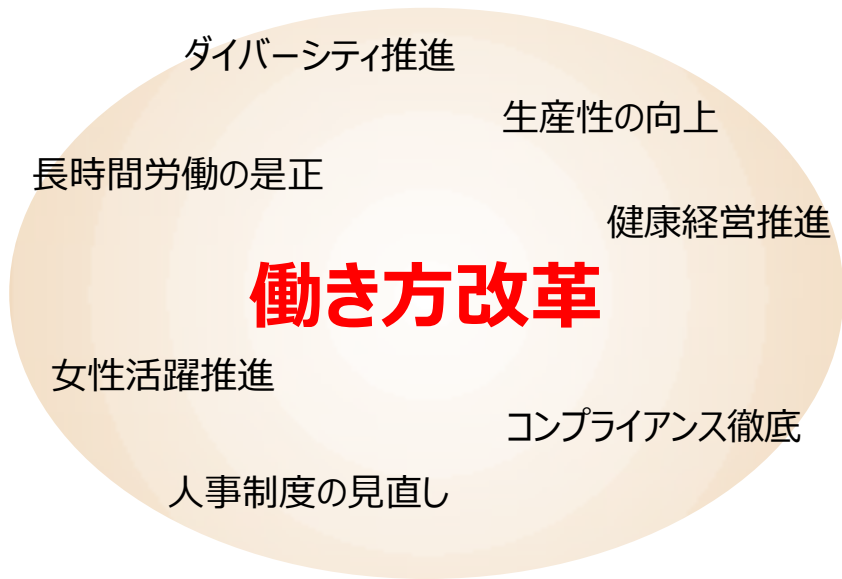 ダイバーシティ推進
生産性の向上
長時間労働の是正
健康経営推進
働き方改革
女性活躍推進
コンプライアンス徹底
人事制度の見直し